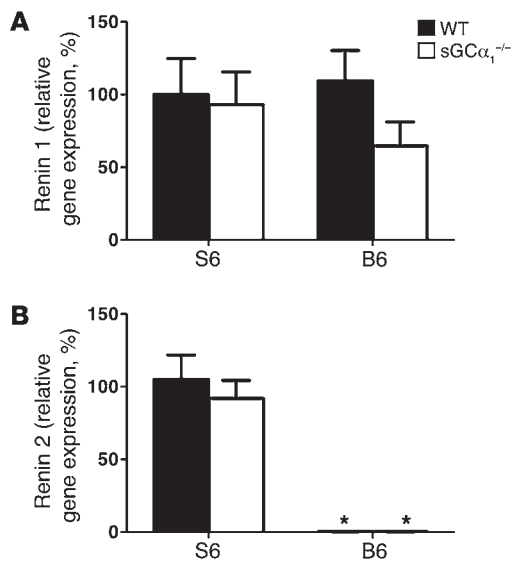 A
150
100
50
0
Renin 1 (relative
gene expression, %)
S6
B6
WT
sGCα₁⁻/⁻
B
150
100
50
0
Renin 2 (relative
gene expression, %)
* *
S6
B6